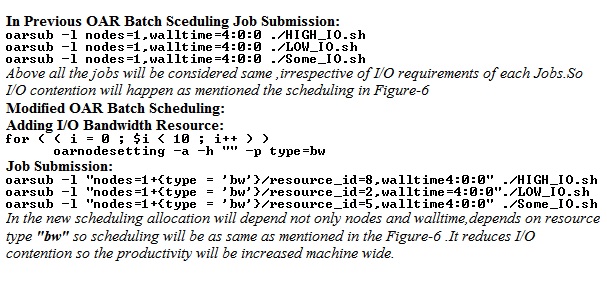 In Previous OAR Batch Sceduling Job Submission:
oarsub -l nodes=1,walltime=4:0:0 ./HIGH_IO.sh
oarsub -l nodes=1,walltime=4:0:0 ./LOW_IO.sh
oarsub -l nodes=1,walltime=4:0:0 ./Some_IO.sh
Above all the jobs will be considered same ,irrespective of I/O requirements of each Jobs.So
I/O contention will happen as mentioned the scheduling in Figure-6
Modified OAR Batch Scheduling:
Adding I/O Bandwidth Resource:
for ( ( i = 0 ; $i < 10 ; i++ ) )
oarnodesetting -a -h "" -p type=bw
Job Submission:
oarsub -l "nodes=1+{type = 'bw'}/resource_id=8,walltime4:0:0" ./HIGH_IO.sh
oarsub -l "nodes=1+{type = 'bw'}/resource_id=2,walltime=4:0:0"./LOW_IO.sh
oarsub -l "nodes=1+{type = 'bw'}/resource_id=5,walltime4:0:0" ./Some_IO.sh
In the new scheduling allocation will depend not only nodes and walltime,depends on resource
type "bw" so scheduling will be as same as mentioned in the Figure-6 .It reduces I/O
contention so the productivity will be increased machine wide.